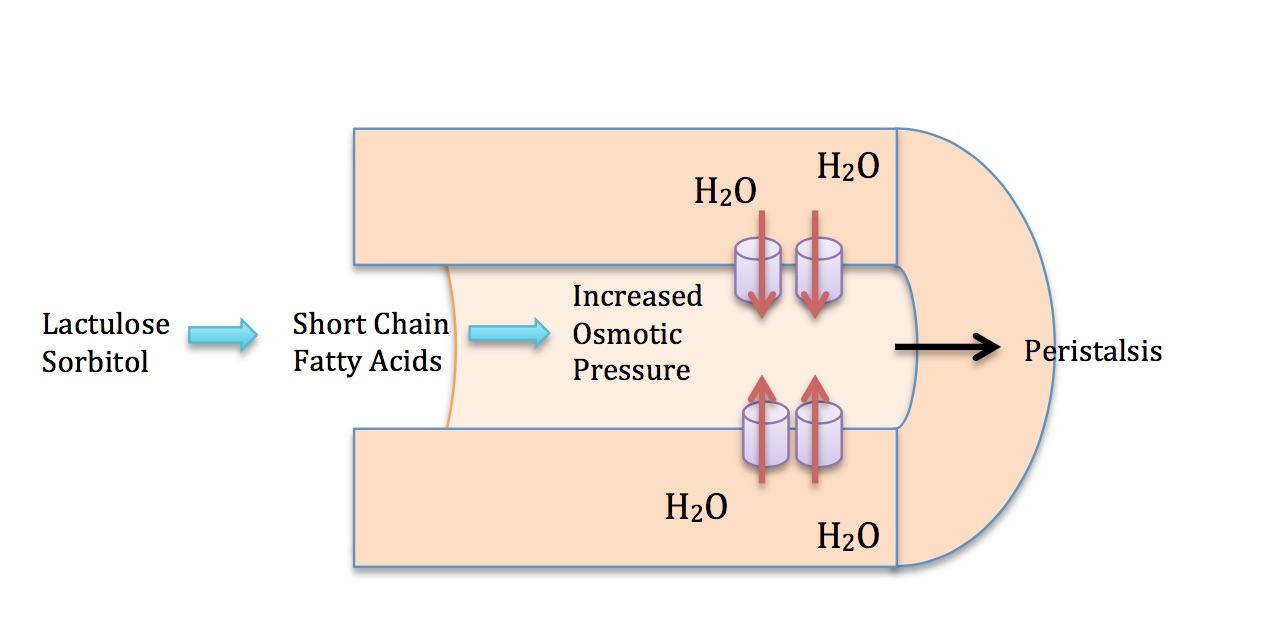 H₂O
H₂O
Increased
Osmotic
Pressure
Lactulose
Sorbitol
Short Chain
Fatty Acids
Peristalsis
H₂O
H₂O